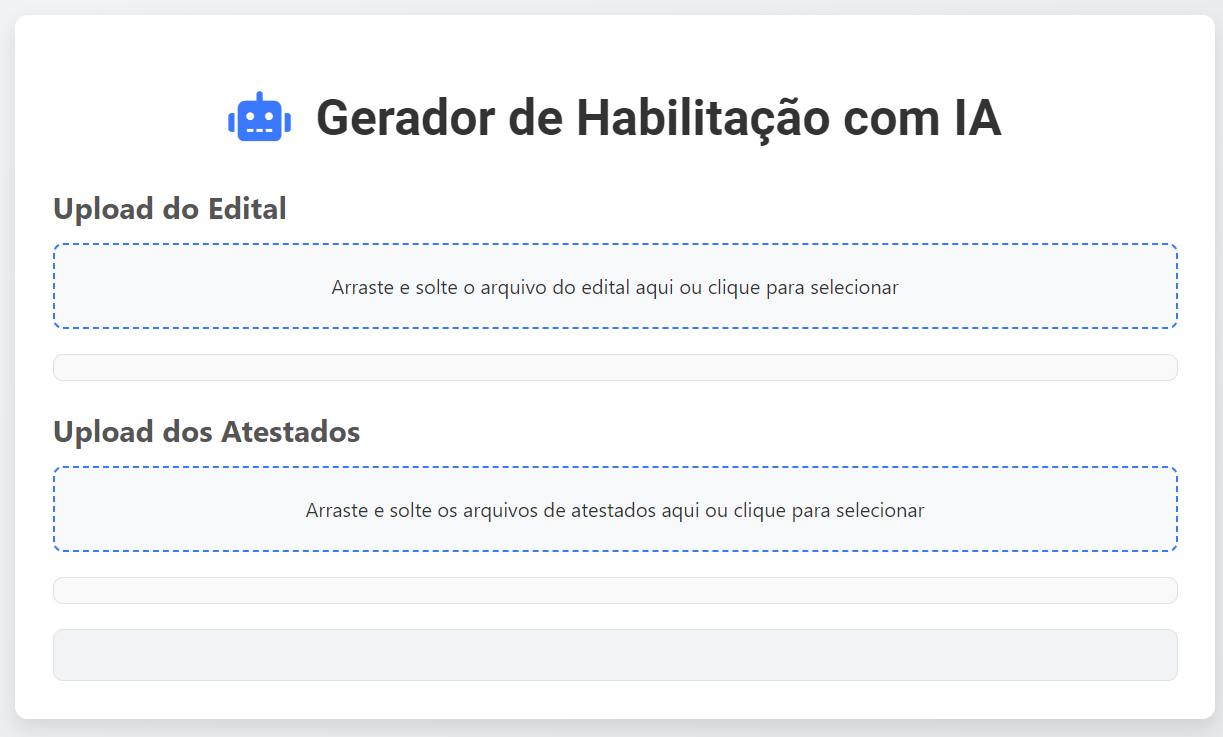 Gerador de Habilitação com IA
Upload do Edital
Arraste e solte o arquivo do edital aqui ou clique para selecionar
Upload dos Atestados
Arraste e solte os arquivos de atestados aqui ou clique para selecionar